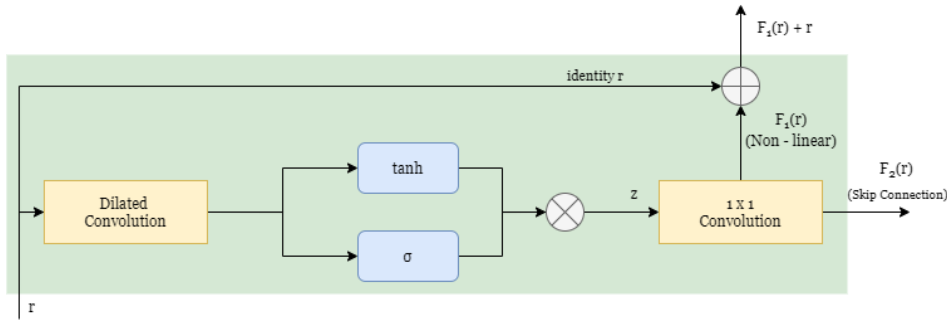 F₁(r) + r
identity r
F₁(r)
(Non - linear)
tanh
F₂(r)
(Skip Connection)
Dilated
Convolution
z
1 X 1
Convolution
σ
r